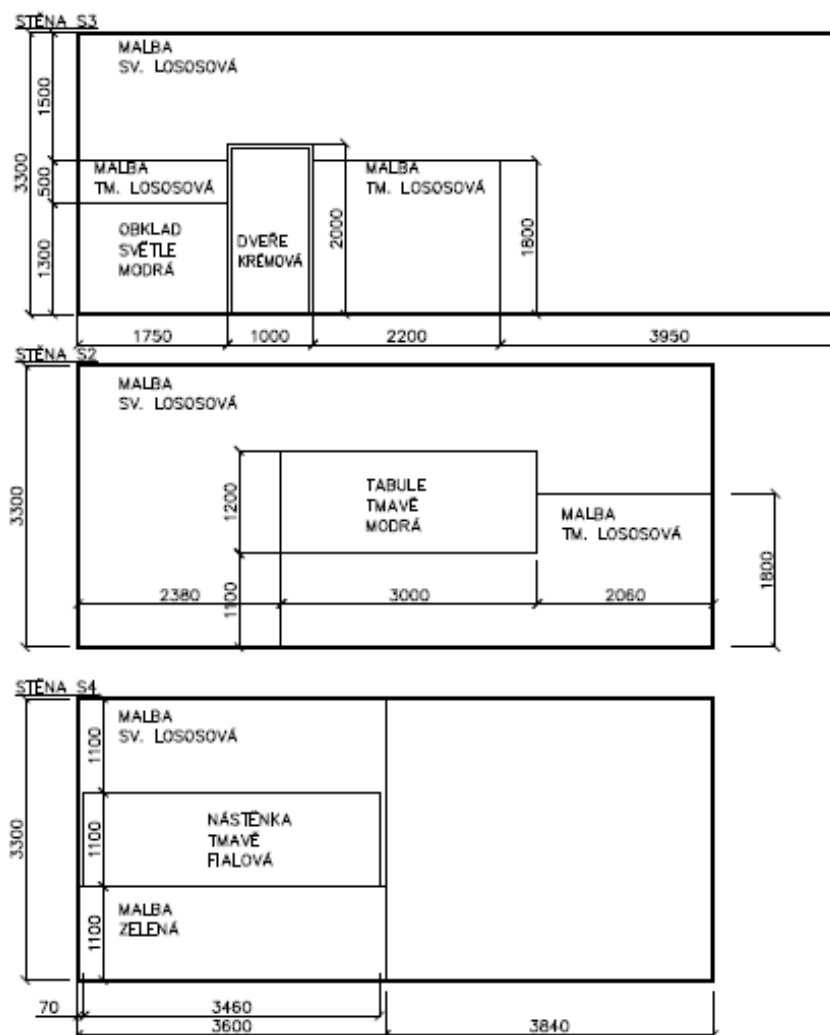 STĚNA S3
MALBA
SV. LOSOSOVÁ
3300
1500
500
1300
MALBA
TM. LOSOSOVÁ
OBKLAD
SVĚTLE
MODRÁ
DVEŘE
KRÉMOVÁ
2000
MALBA
TM. LOSOSOVÁ
1800
1750
1000
2200
3950
STĚNA S2
MALBA
SV. LOSOSOVÁ
3300
1200
1100
TABULE
TMAVĚ
MODRÁ
MALBA
TM. LOSOSOVÁ
1800
2380
3000
2060
STĚNA S4
MALBA
SV. LOSOSOVÁ
3300
1100
1100
1100
NÁSTĚNKA
TMAVĚ
FIALOVÁ
MALBA
ZELENÁ
70
3460
3600
3840